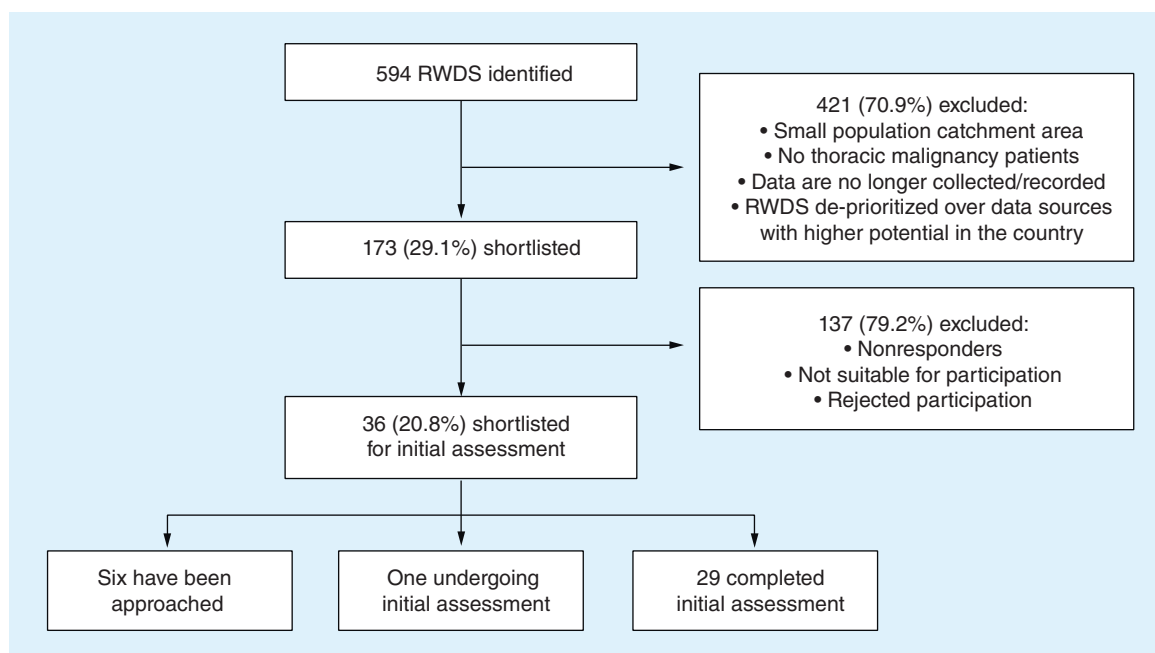 594 RWDS identified
421 (70.9%) excluded:
• Small population catchment area
• No thoracic malignancy patients
• Data are no longer collected/recorded
• RWDS de-prioritized over data sources
with higher potential in the country
173 (29.1%) shortlisted
137 (79.2%) excluded:
• Nonresponders
• Not suitable for participation
• Rejected participation
36 (20.8%) shortlisted
for initial assessment
Six have been
approached
One undergoing
initial assessment
29 completed
initial assessment